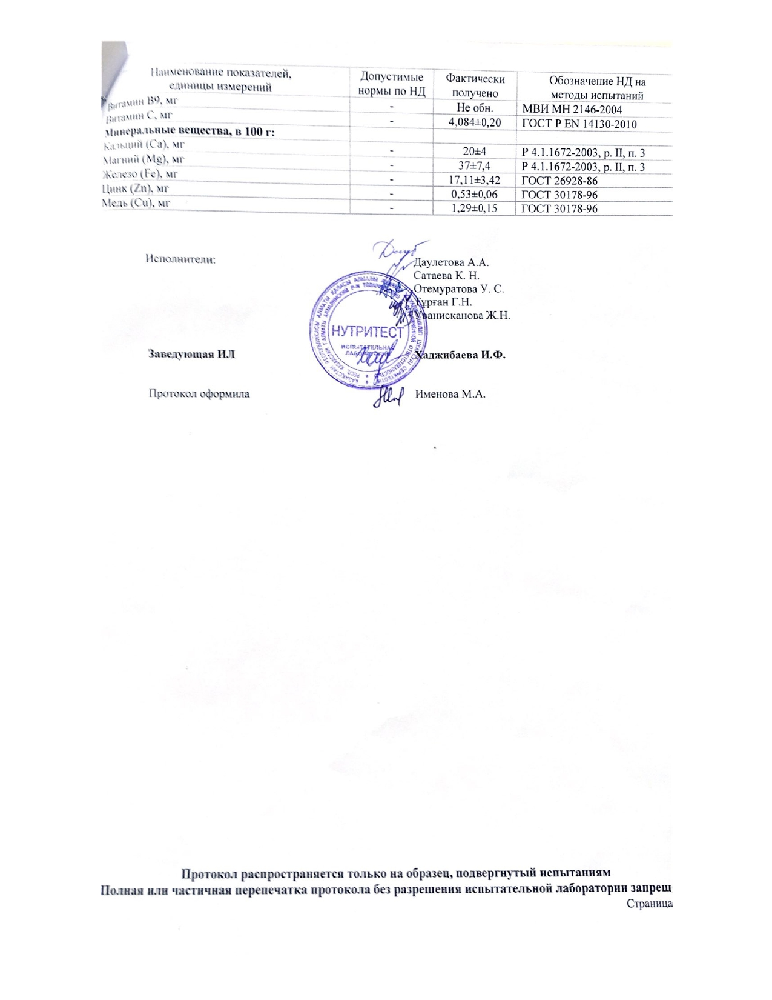 Наименование показателей, единицы измерений | Допустимые нормы по НД | Фактически получено | Обозначение НД на методы испытаний
Витамин В9, мг | - | Не обн. | МВИ МН 2146-2004
Витамин С, мг | - | 4,084±0,20 | ГОСТ Р EN 14130-2010
Минеральные вещества, в 100 г:
Кальций (Ca), мг | - | 20±4 | Р 4.1.1672-2003, р. II, п. 3
Магний (Mg), мг | - | 37±7,4 | Р 4.1.1672-2003, р. II, п. 3
Железо (Fe), мг | - | 17,11±3,42 | ГОСТ 26928-86
Цинк (Zn), мг | - | 0,53±0,06 | ГОСТ 30178-96
Медь (Cu), мг | - | 1,29±0,15 | ГОСТ 30178-96
Исполнители:
Даулетова А.А.
Сатаева К. Н.
Отемуратова У. С.
Тұрған Г.Н.
Уванисканова Ж.Н.
НУТРИТЕСТ
ИСПЫТАТЕЛЬНАЯ
ЛАБОРАТОРИЯ
Заведующая ИЛ Хаджибаева И.Ф.
Протокол оформила Именова М.А.
Протокол распространяется только на образец, подвергнутый испытаниям
Полная или частичная перепечатка протокола без разрешения испытательной лаборатории запрещ
Страница